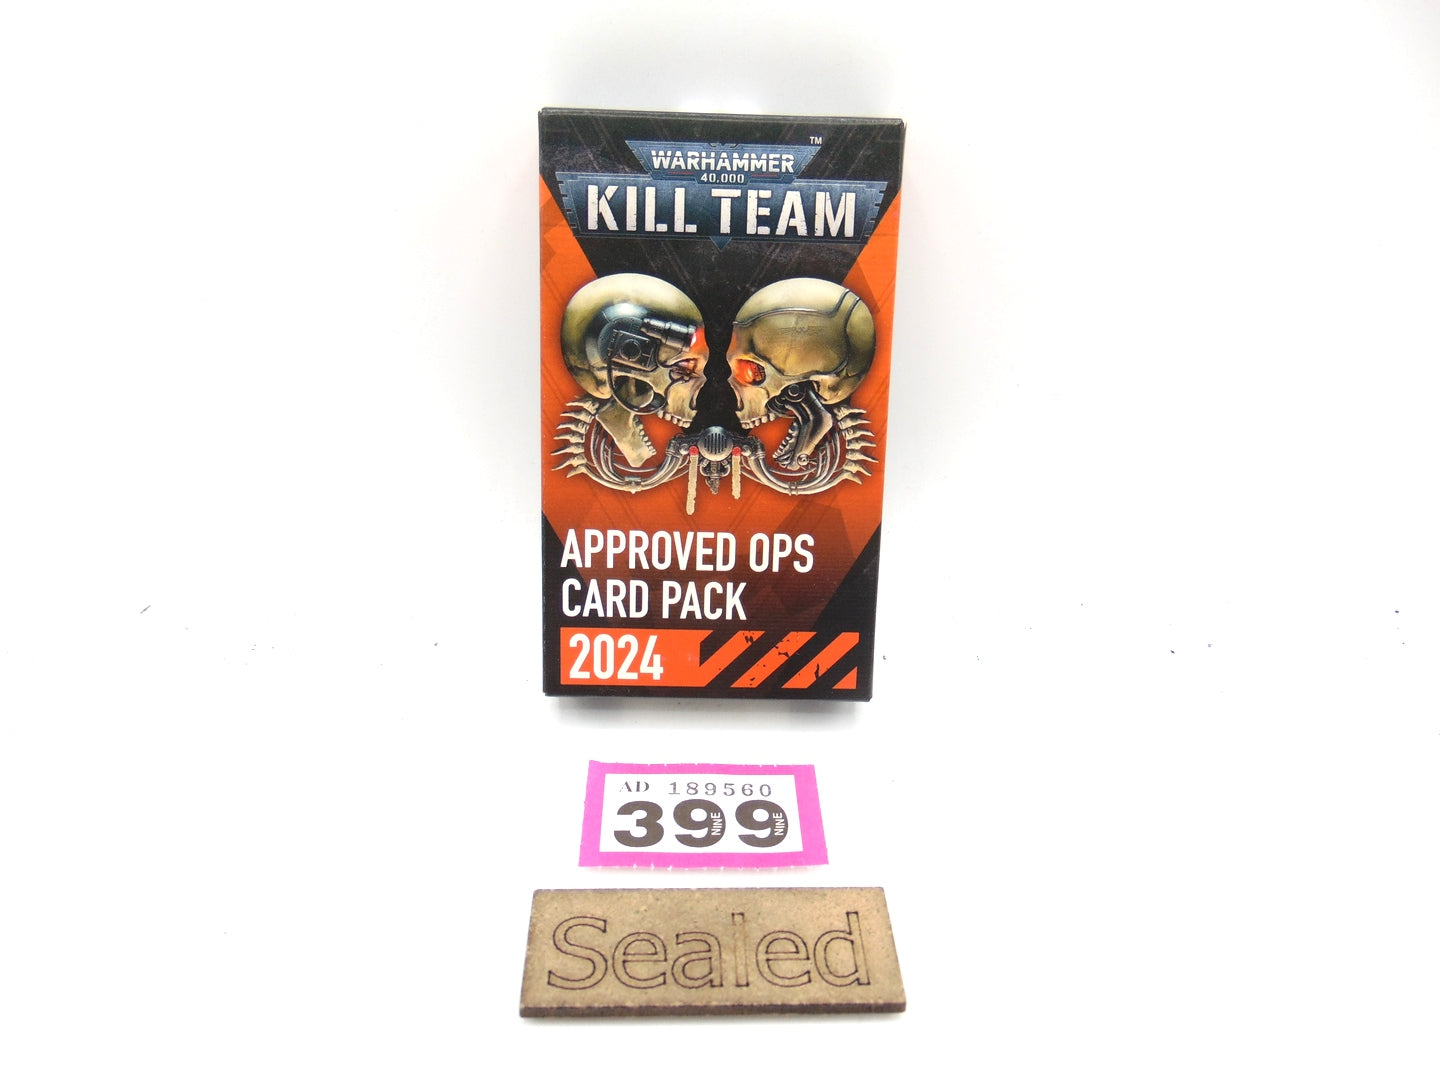 WARHAMMER
40,000
TM
KILL TEAM
APPROVED OPS
CARD PACK
2024
AD 189560
399
NINE
NINE
Sealed